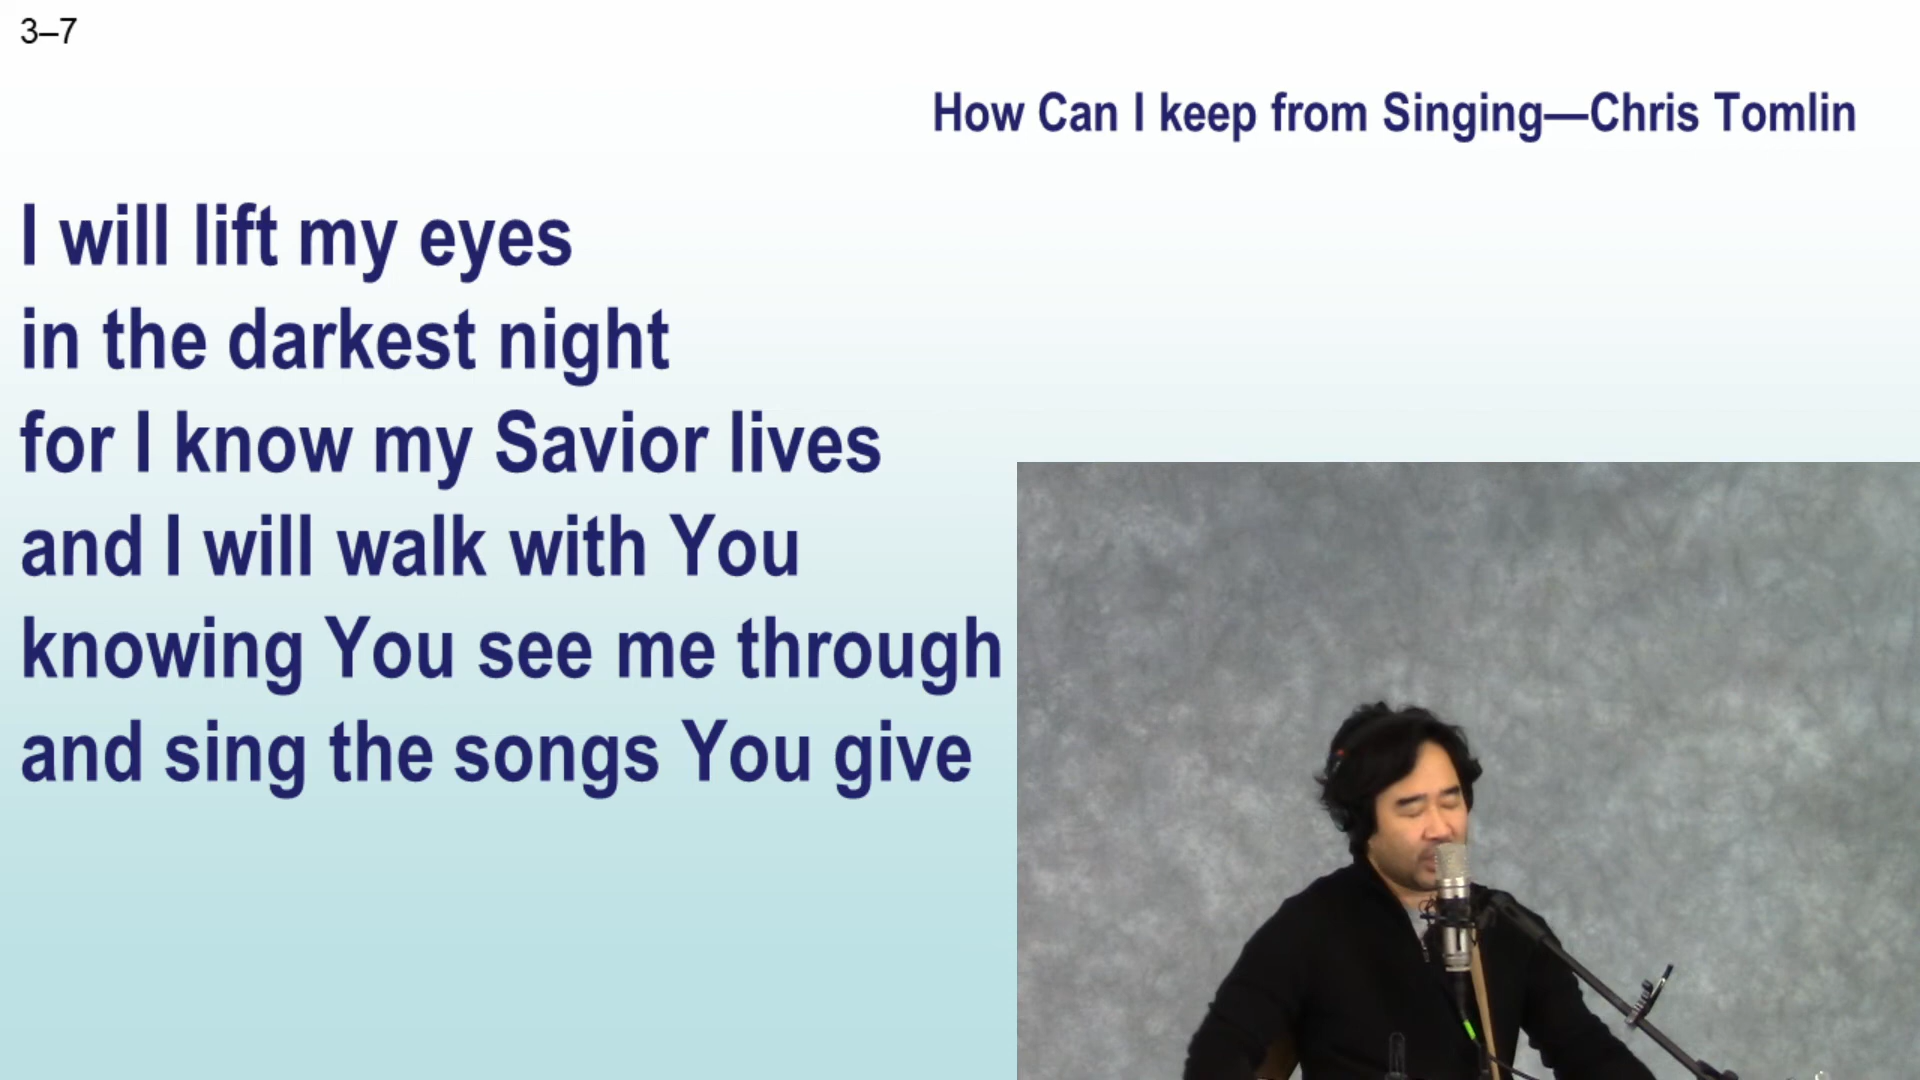 3–7
How Can I keep from Singing—Chris Tomlin
I will lift my eyes
in the darkest night
for I know my Savior lives
and I will walk with You
knowing You see me through
and sing the songs You give